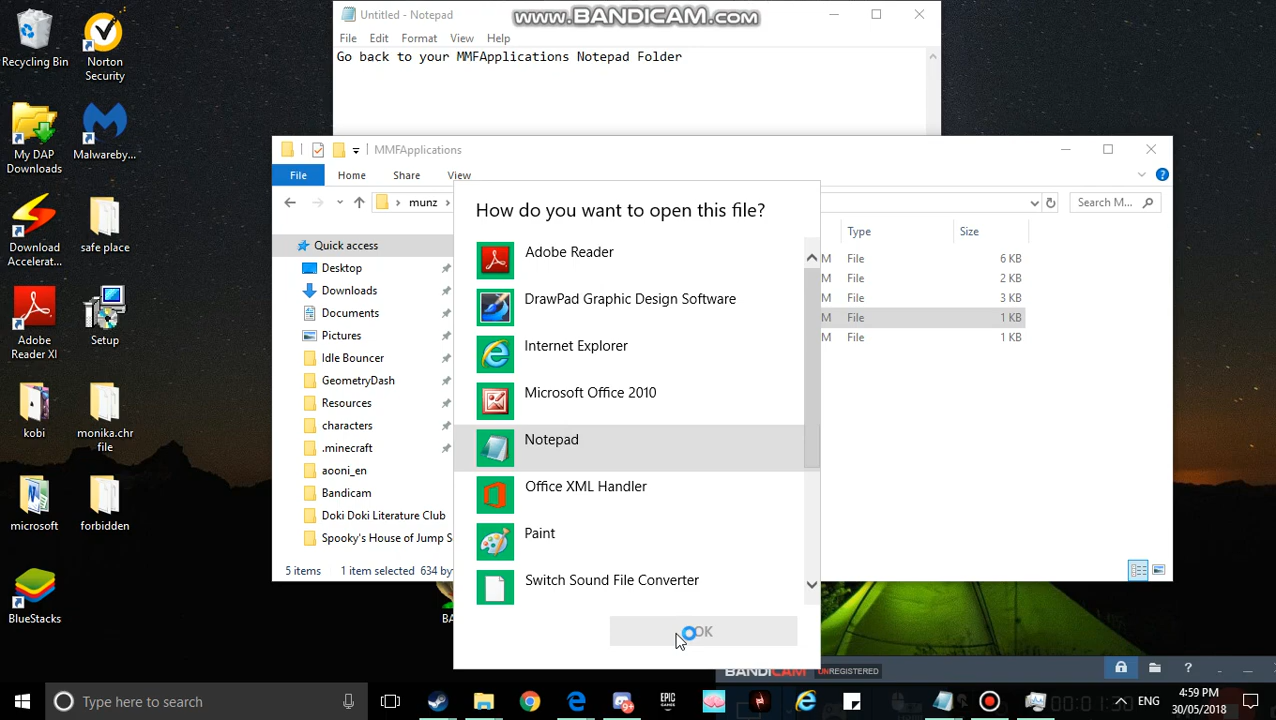 Untitled - Notepad
www.BANDICAM.com
File Edit Format View Help
Go back to your MMFApplications Notepad Folder
Recycling Bin
Norton Security
My DAP Downloads
Malwareby...
Download Accelerat...
safe place
Adobe Reader XI
Setup
kobi
monika.chr file
microsoft
forbidden
BlueStacks
MMFApplications
File Home Share View
munz
Search M...
Type Size
M File 6 KB
M File 2 KB
M File 3 KB
M File 1 KB
M File 1 KB
Quick access
Desktop
Downloads
Documents
Pictures
Idle Bouncer
GeometryDash
Resources
characters
.minecraft
aooni_en
Bandicam
Doki Doki Literature Club
Spooky's House of Jump S
5 items 1 item selected 634 by
How do you want to open this file?
Adobe Reader
DrawPad Graphic Design Software
Internet Explorer
Microsoft Office 2010
Notepad
Office XML Handler
Paint
Switch Sound File Converter
OK
BA
BANDICAM UNREGISTERED
Type here to search
EPIC GAMES
0:00:01:30
ENG
4:59 PM
30/05/2018